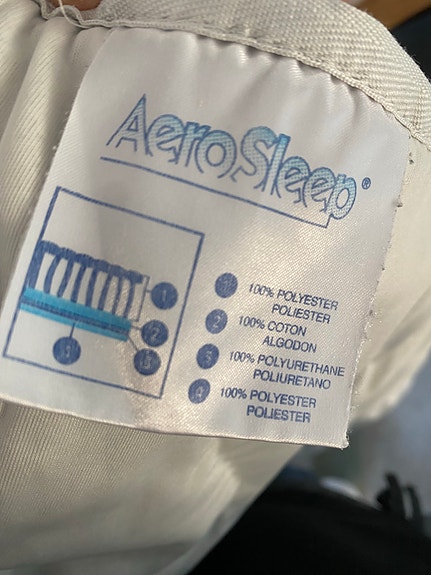 AeroSleep®
1 100% POLYESTER
POLIESTER
2 100% COTON
ALGODON
3 100% POLYURETHANE
POLIURETANO
4 100% POLYESTER
POLIESTER
1
2
3
4